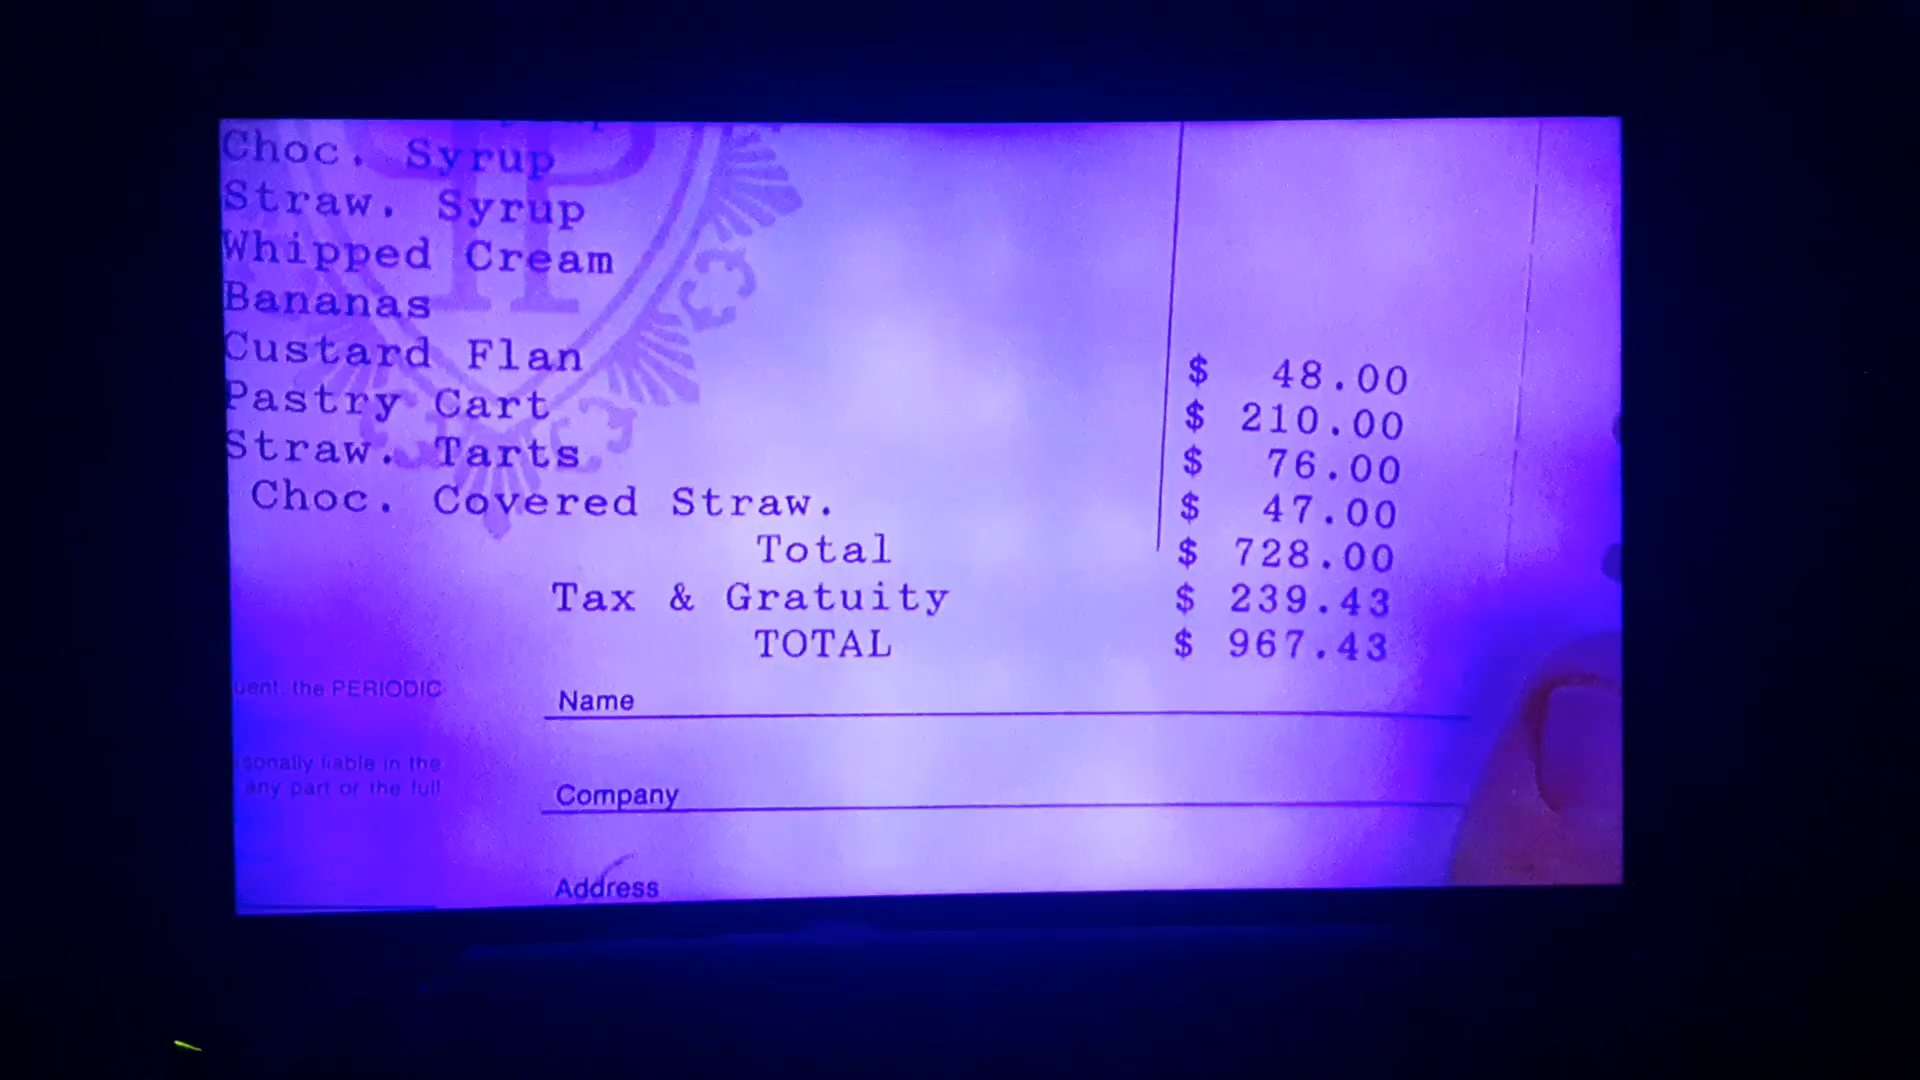 Choc. Syrup
Straw. Syrup
Whipped Cream
Bananas
Custard Flan $ 48.00
Pastry Cart $ 210.00
Straw. Tarts $ 76.00
Choc. Covered Straw. $ 47.00
Total $ 728.00
Tax & Gratuity $ 239.43
TOTAL $ 967.43
the PERIODIC
Name
liable in the
any part or the full
Company
Address